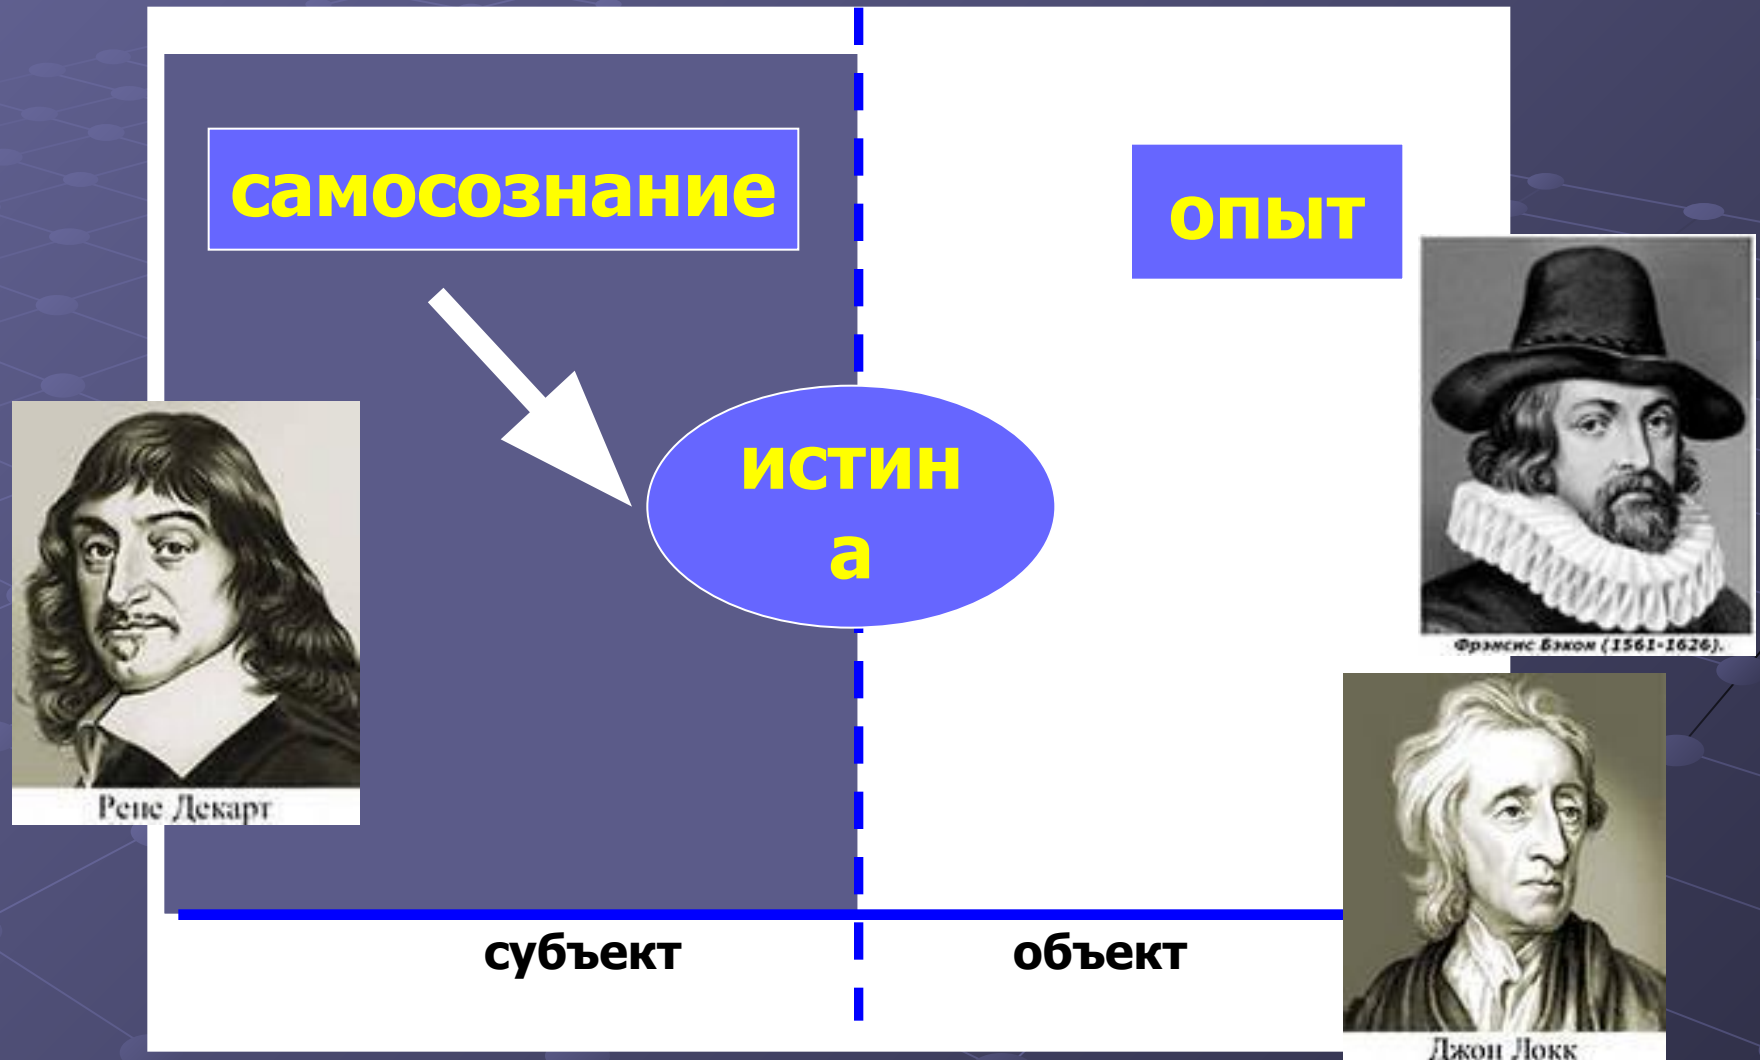 самосознание
опыт
истин
а
Фрэнсис Бэкон (1561-1626).
Рене Декарт
субъект
объект
Джон Локк